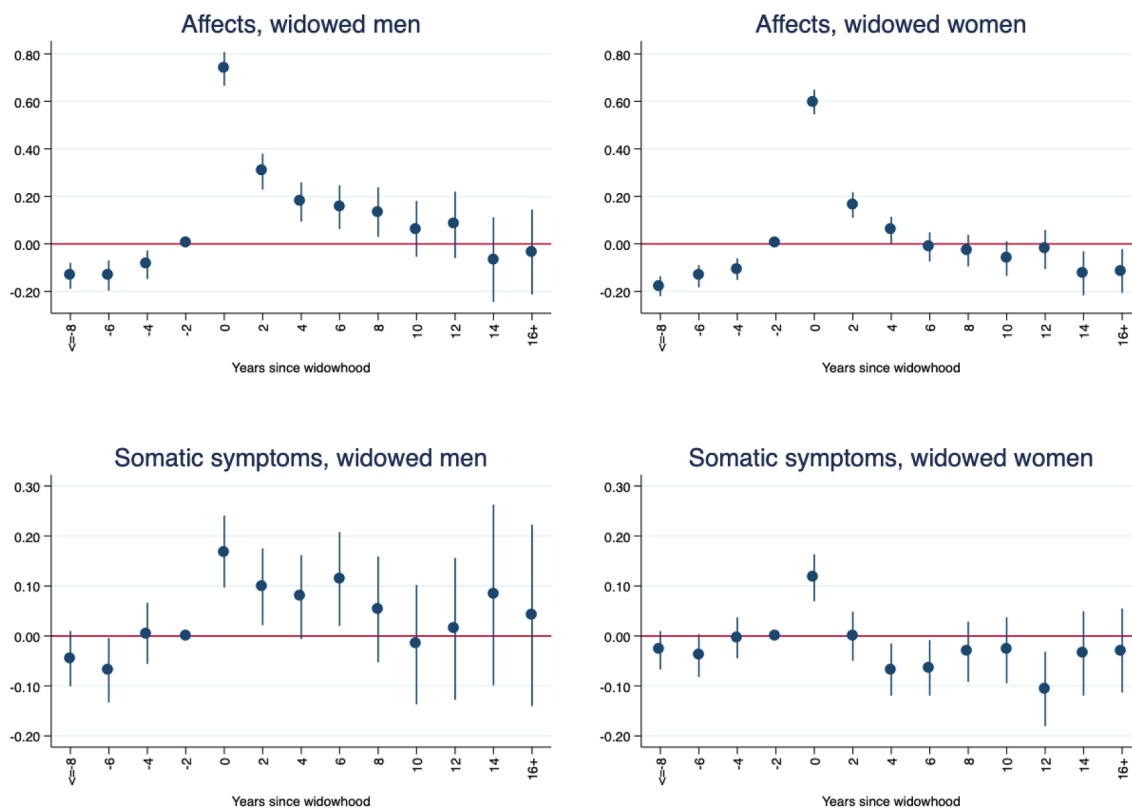 Affects, widowed men
0.80
0.60
0.40
0.20
0.00
-0.20
<=-8 -6 -4 -2 0 2 4 6 8 10 12 14 16+
Years since widowhood
Affects, widowed women
0.80
0.60
0.40
0.20
0.00
-0.20
<=-8 -6 -4 -2 0 2 4 6 8 10 12 14 16+
Years since widowhood
Somatic symptoms, widowed men
0.30
0.20
0.10
0.00
-0.10
-0.20
<=-8 -6 -4 -2 0 2 4 6 8 10 12 14 16+
Years since widowhood
Somatic symptoms, widowed women
0.30
0.20
0.10
0.00
-0.10
-0.20
<=-8 -6 -4 -2 0 2 4 6 8 10 12 14 16+
Years since widowhood